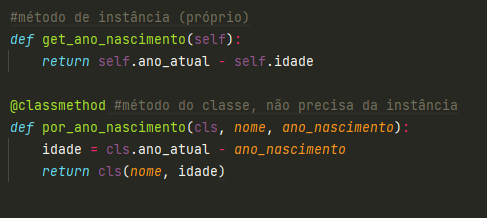 #método de instância (próprio)
def get_ano_nascimento(self):
    return self.ano_atual - self.idade
@classmethod #método do classe, não precisa da instância
def por_ano_nascimento(cls, nome, ano_nascimento):
    idade = cls.ano_atual - ano_nascimento
    return cls(nome, idade)